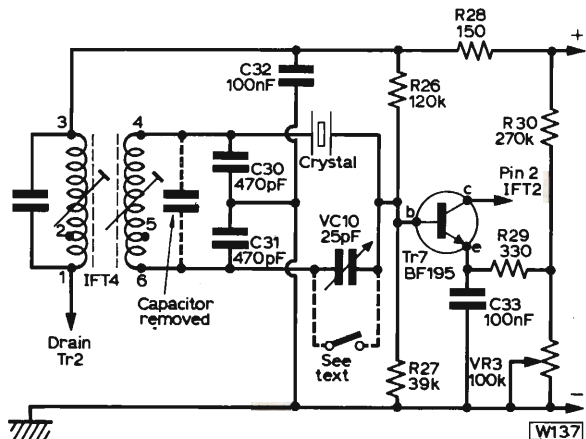 R28
150
+
C32
100nF
R26
120k
R30
270k
3
4
Crystal
C30
470pF
Pin 2
IFT2
c
b
e
VC10
25pF
R29
330
2
5
C31
470pF
Tr7
BF195
1
IFT4
6
Capacitor
removed
C33
100nF
Drain
Tr2
See
text
R27
39k
VR3
100k
−
W137